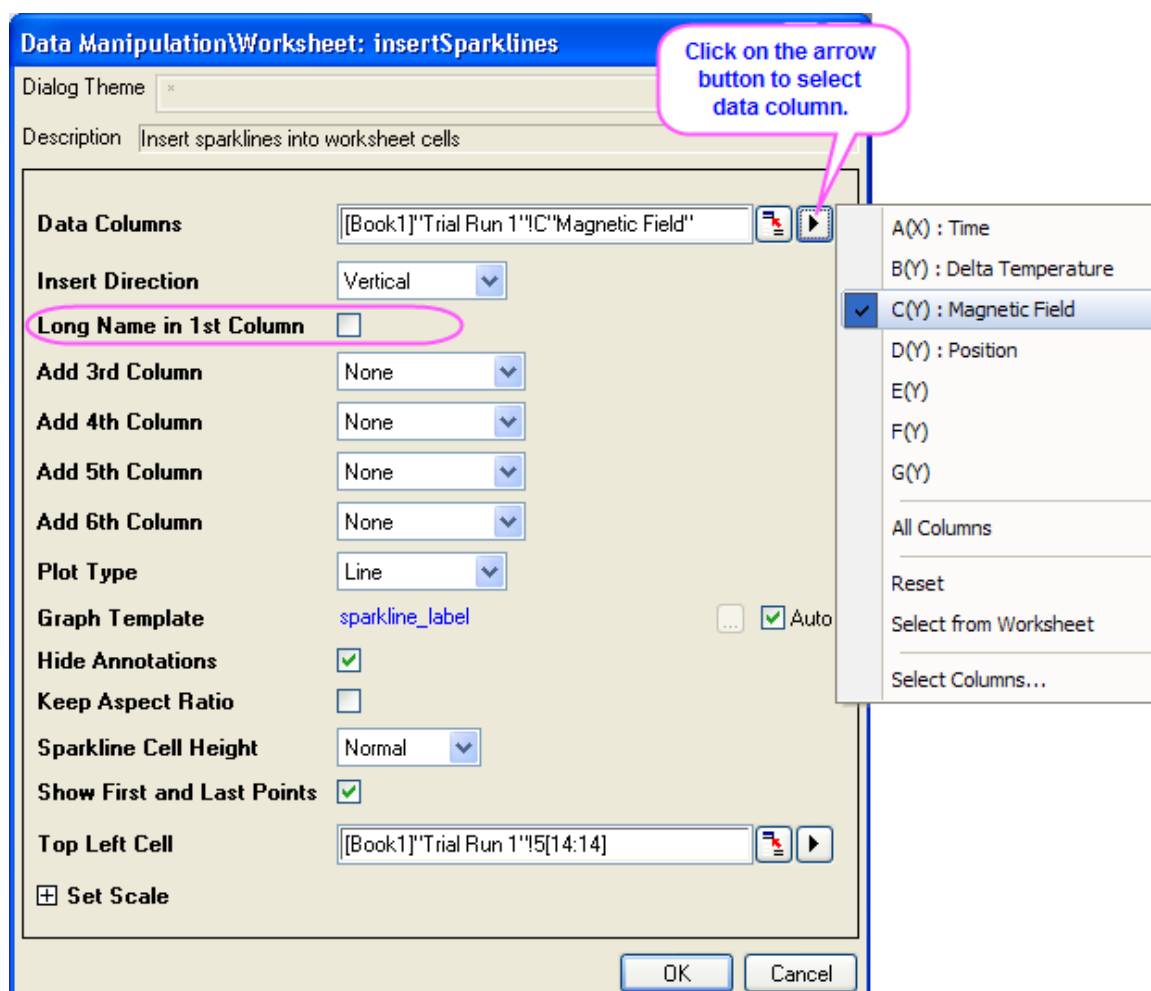 Data Manipulation\Worksheet: insertSparklines
Click on the arrow
button to select
data column.
Dialog Theme *
Description Insert sparklines into worksheet cells
Data Columns [Book1]"Trial Run 1"!C"Magnetic Field"
Insert Direction Vertical
Long Name in 1st Column
Add 3rd Column None
Add 4th Column None
Add 5th Column None
Add 6th Column None
Plot Type Line
Graph Template sparkline_label ... Auto
Hide Annotations
Keep Aspect Ratio
Sparkline Cell Height Normal
Show First and Last Points
Top Left Cell [Book1]"Trial Run 1"!5[14:14]
Set Scale
OK Cancel
A(X) : Time
B(Y) : Delta Temperature
C(Y) : Magnetic Field
D(Y) : Position
E(Y)
F(Y)
G(Y)
All Columns
Reset
Select from Worksheet
Select Columns...